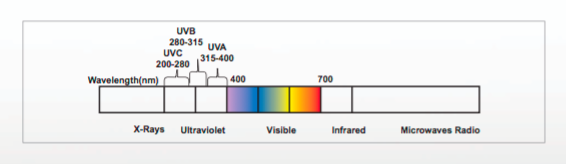 UVB
280-315
UVC
200-280
UVA
315-400
Wavelength(nm)
400
700
X-Rays Ultraviolet Visible Infrared Microwaves Radio